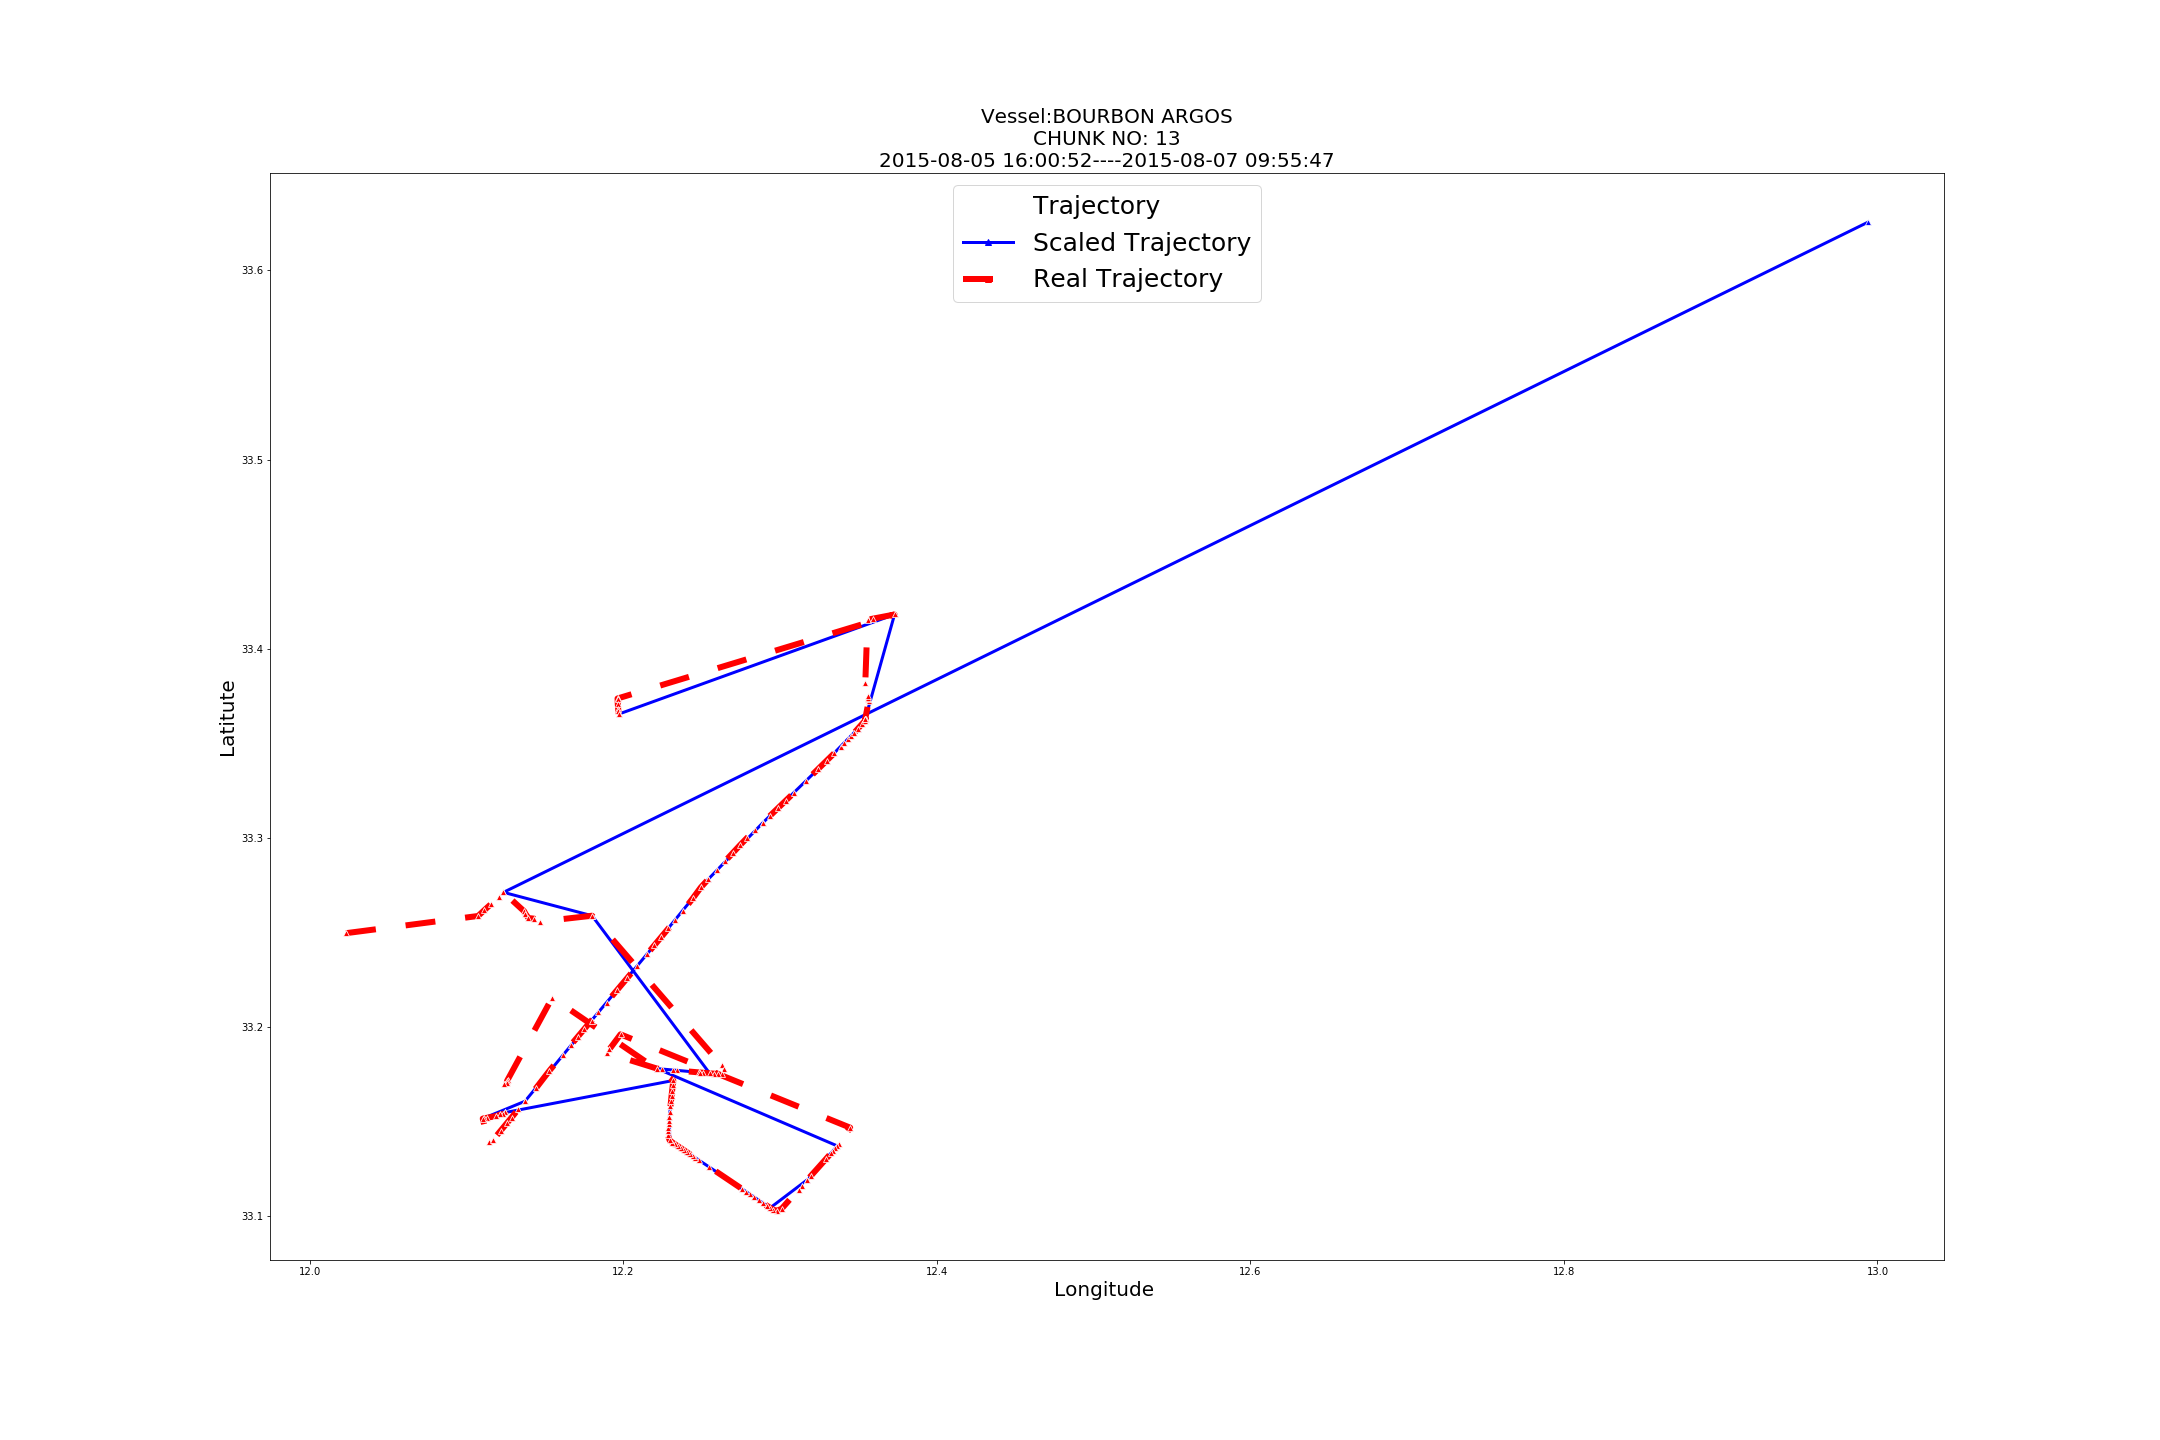 Vessel:BOURBON ARGOS
CHUNK NO: 13
2015-08-05 16:00:52----2015-08-07 09:55:47
Trajectory
Scaled Trajectory
Real Trajectory
33.6
33.5
33.4
33.3
33.2
33.1
Latitute
12.0 12.2 12.4 12.6 12.8 13.0
Longitude